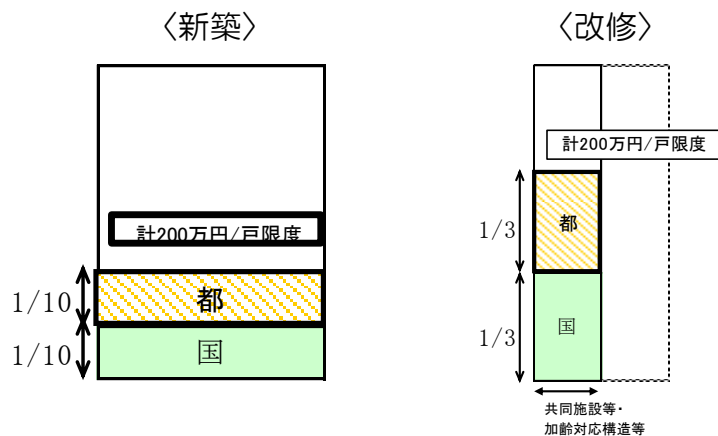 〈新築〉
計200万円/戸限度
1/10
都
1/10
国
〈改修〉
計200万円/戸限度
1/3
都
1/3
国
共同施設等・
加齢対応構造等